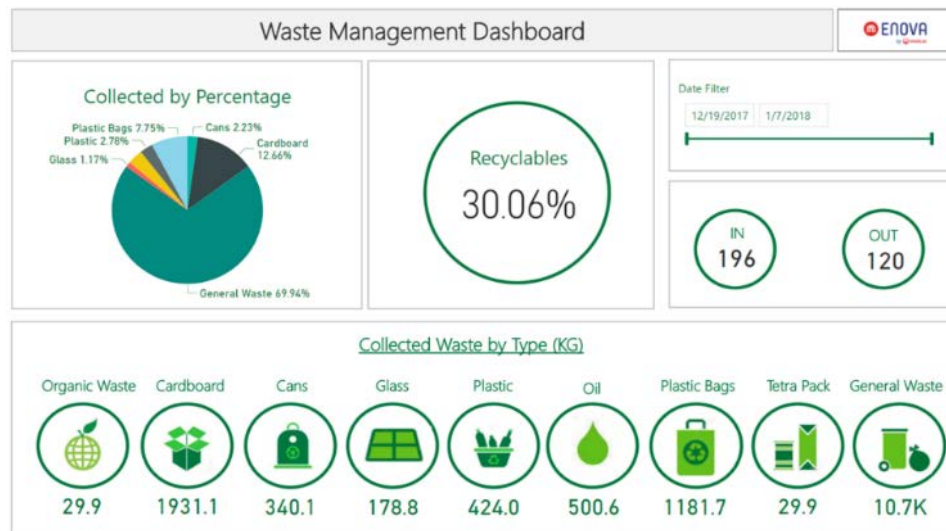 Waste Management Dashboard
ENOVA
Collected by Percentage
Plastic Bags 7.75%
Cans 2.23%
Plastic 2.78%
Cardboard
12.66%
Glass 1.17%
General Waste 69.94%
Recyclables
30.06%
Date Filter
12/19/2017 1/7/2018
IN
196
OUT
120
Collected Waste by Type (KG)
Organic Waste Cardboard Cans Glass Plastic Oil Plastic Bags Tetra Pack General Waste
29.9 1931.1 340.1 178.8 424.0 500.6 1181.7 29.9 10.7K